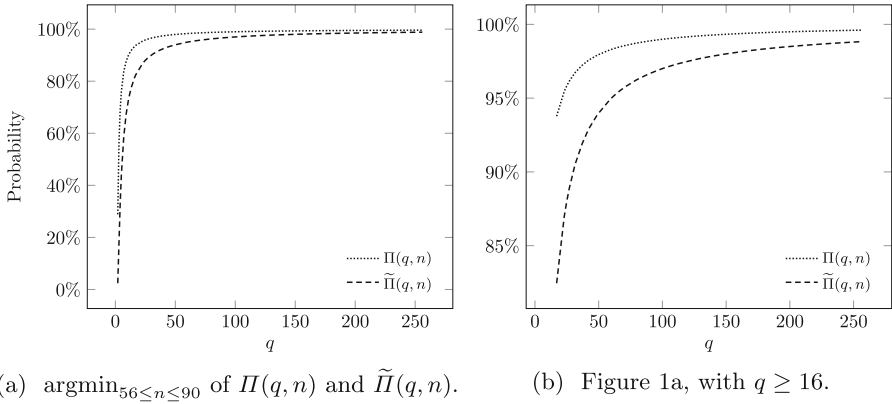 100%
80%
60%
40%
20%
0%
Probability
0 50 100 150 200 250
q
Π(q, n)
Π̃(q, n)
100%
95%
90%
85%
0 50 100 150 200 250
q
Π(q, n)
Π̃(q, n)
(a) argmin₅₆≤ₙ≤₉₀ of Π(q, n) and Π̃(q, n).
(b) Figure 1a, with q ≥ 16.